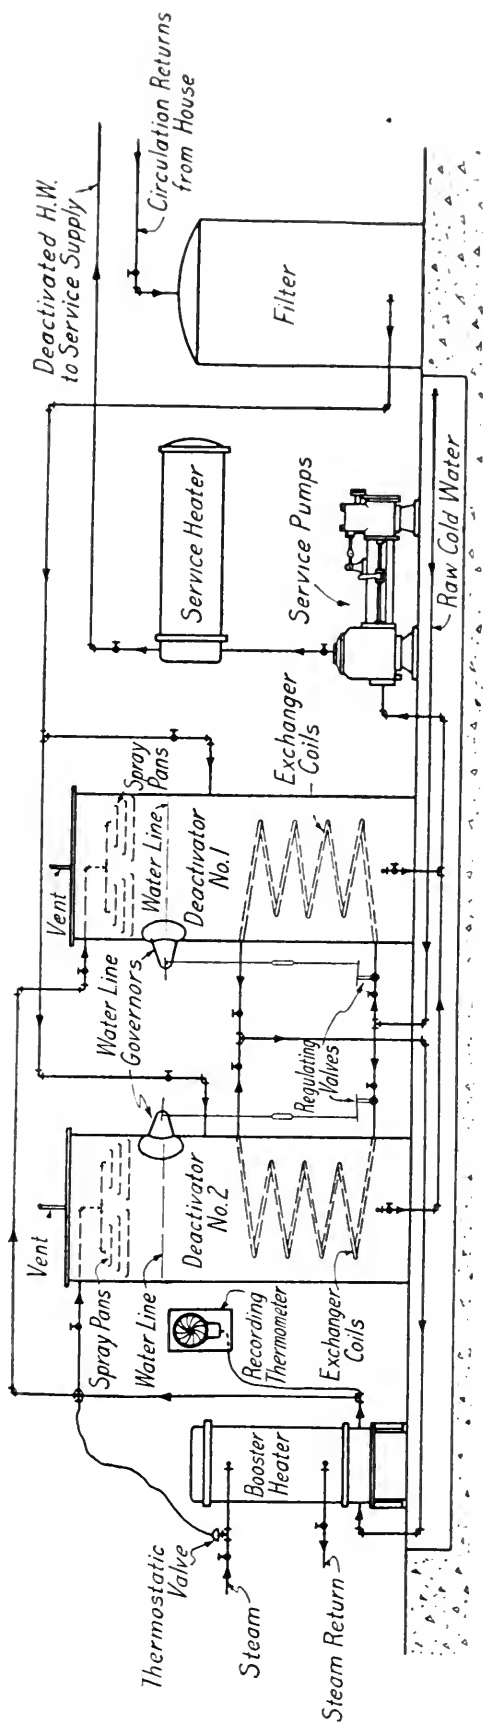 Thermostatic
Valve
Steam
Steam Return
Booster
Heater
Recording
Thermometer
Vent
Spray Pans
Water Line
Deactivator
No.2
Exchanger
Coils
Water Line
Governors
Regulating
Valves
Vent
Spray
Pans
Water Line
Deactivator
No.1
Exchanger
Coils
Service Heater
Service Pumps
Raw Cold Water
Deactivated H.W.
to Service Supply
Circulation Returns
from House
Filter